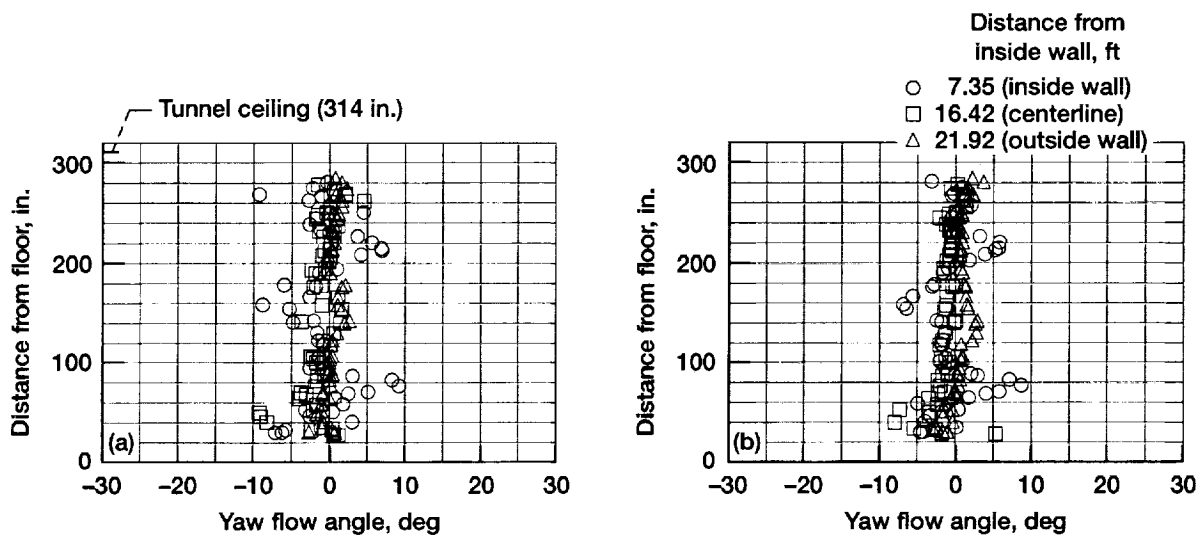 Distance from
inside wall, ft
○ 7.35 (inside wall)
□ 16.42 (centerline)
△ 21.92 (outside wall)
Tunnel ceiling (314 in.)
Distance from floor, in.
300
200
100
0
(a)
−30 −20 −10 0 10 20 30
Yaw flow angle, deg
Distance from floor, in.
300
200
100
0
(b)
−30 −20 −10 0 10 20 30
Yaw flow angle, deg